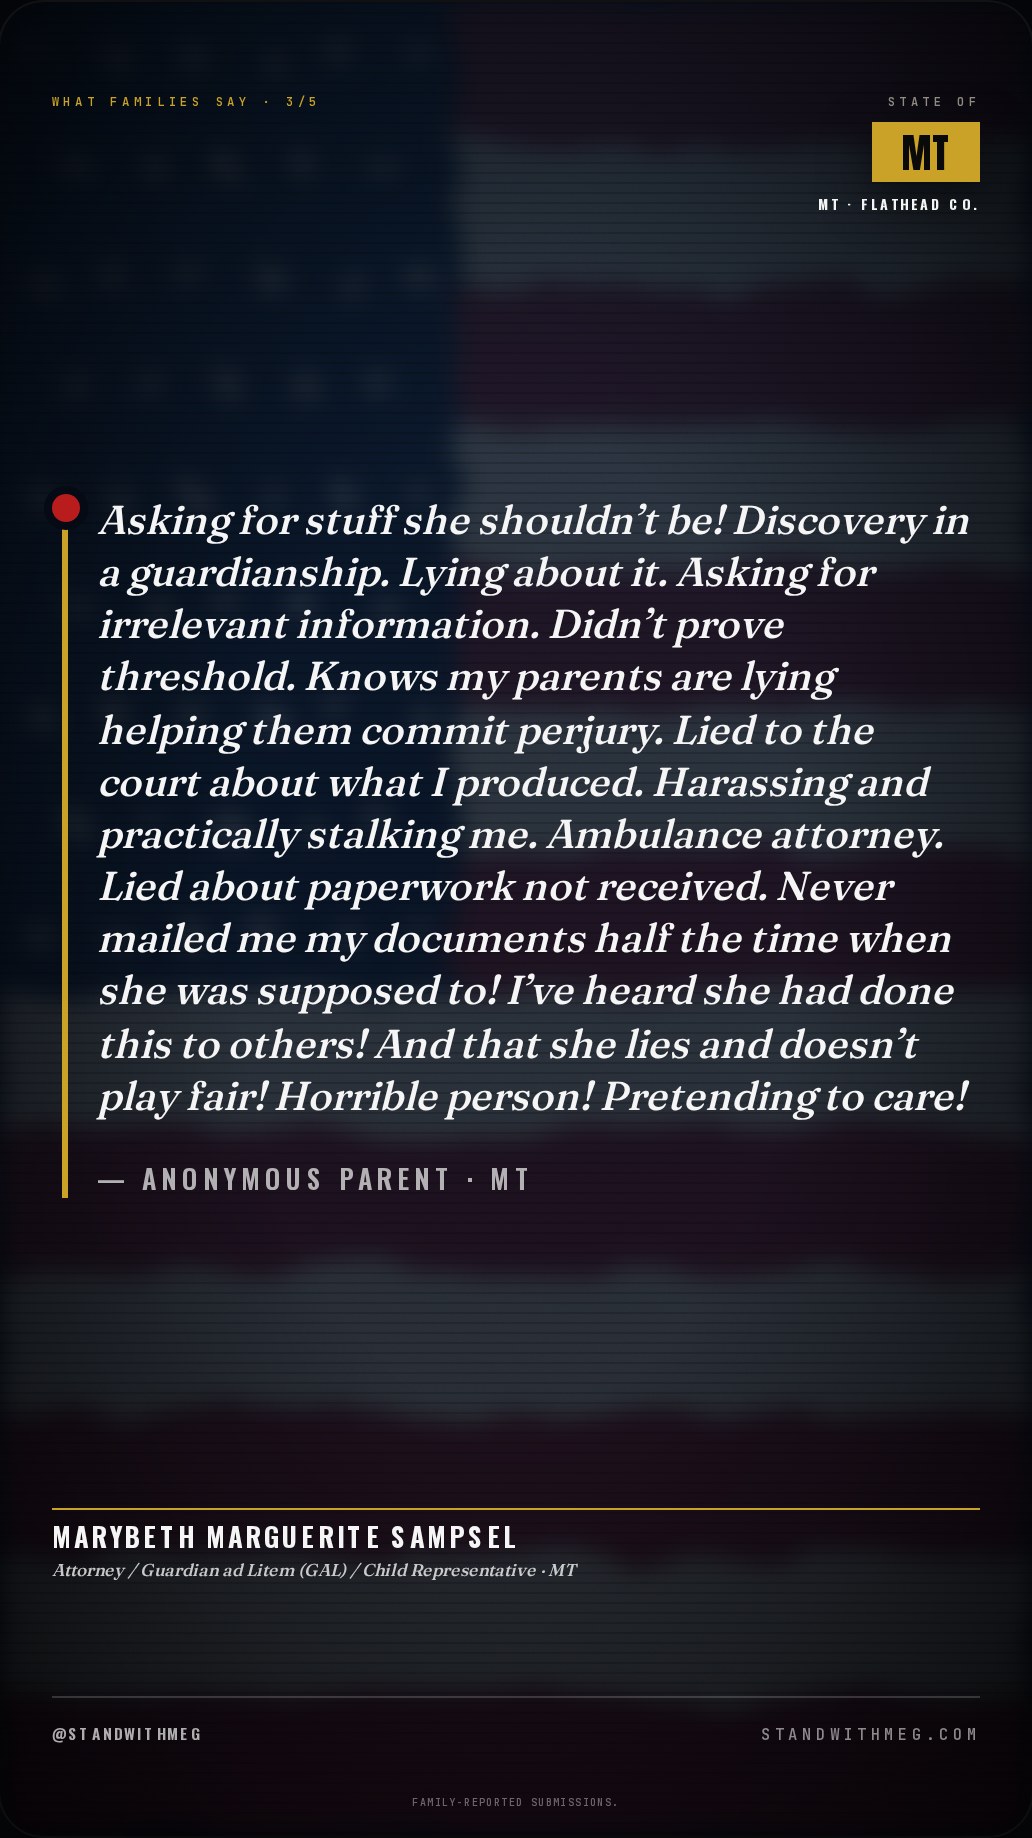 WHAT FAMILIES SAY · 3/5
STATE OF
MT
MT · FLATHEAD CO.
Asking for stuff she shouldn’t be! Discovery in
a guardianship. Lying about it. Asking for
irrelevant information. Didn’t prove
threshold. Knows my parents are lying
helping them commit perjury. Lied to the
court about what I produced. Harassing and
practically stalking me. Ambulance attorney.
Lied about paperwork not received. Never
mailed me my documents half the time when
she was supposed to! I’ve heard she had done
this to others! And that she lies and doesn’t
play fair! Horrible person! Pretending to care!
— ANONYMOUS PARENT · MT
MARYBETH MARGUERITE SAMPSEL
Attorney / Guardian ad Litem (GAL) / Child Representative · MT
@STANDWITHMEG
STANDWITHMEG.COM
FAMILY-REPORTED SUBMISSIONS.